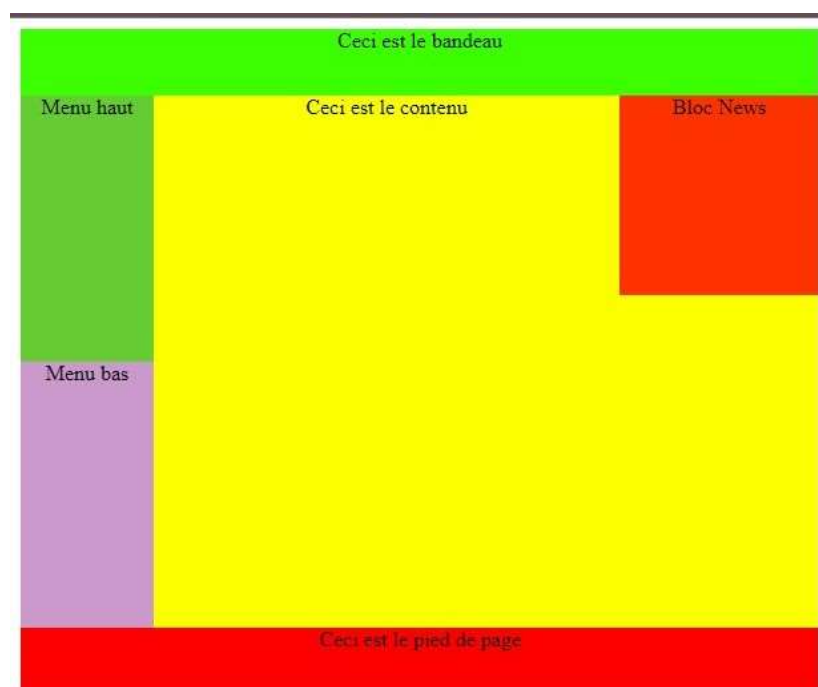 Ceci est le bandeau
Menu haut
Ceci est le contenu
Bloc News
Menu bas
Ceci est le pied de page